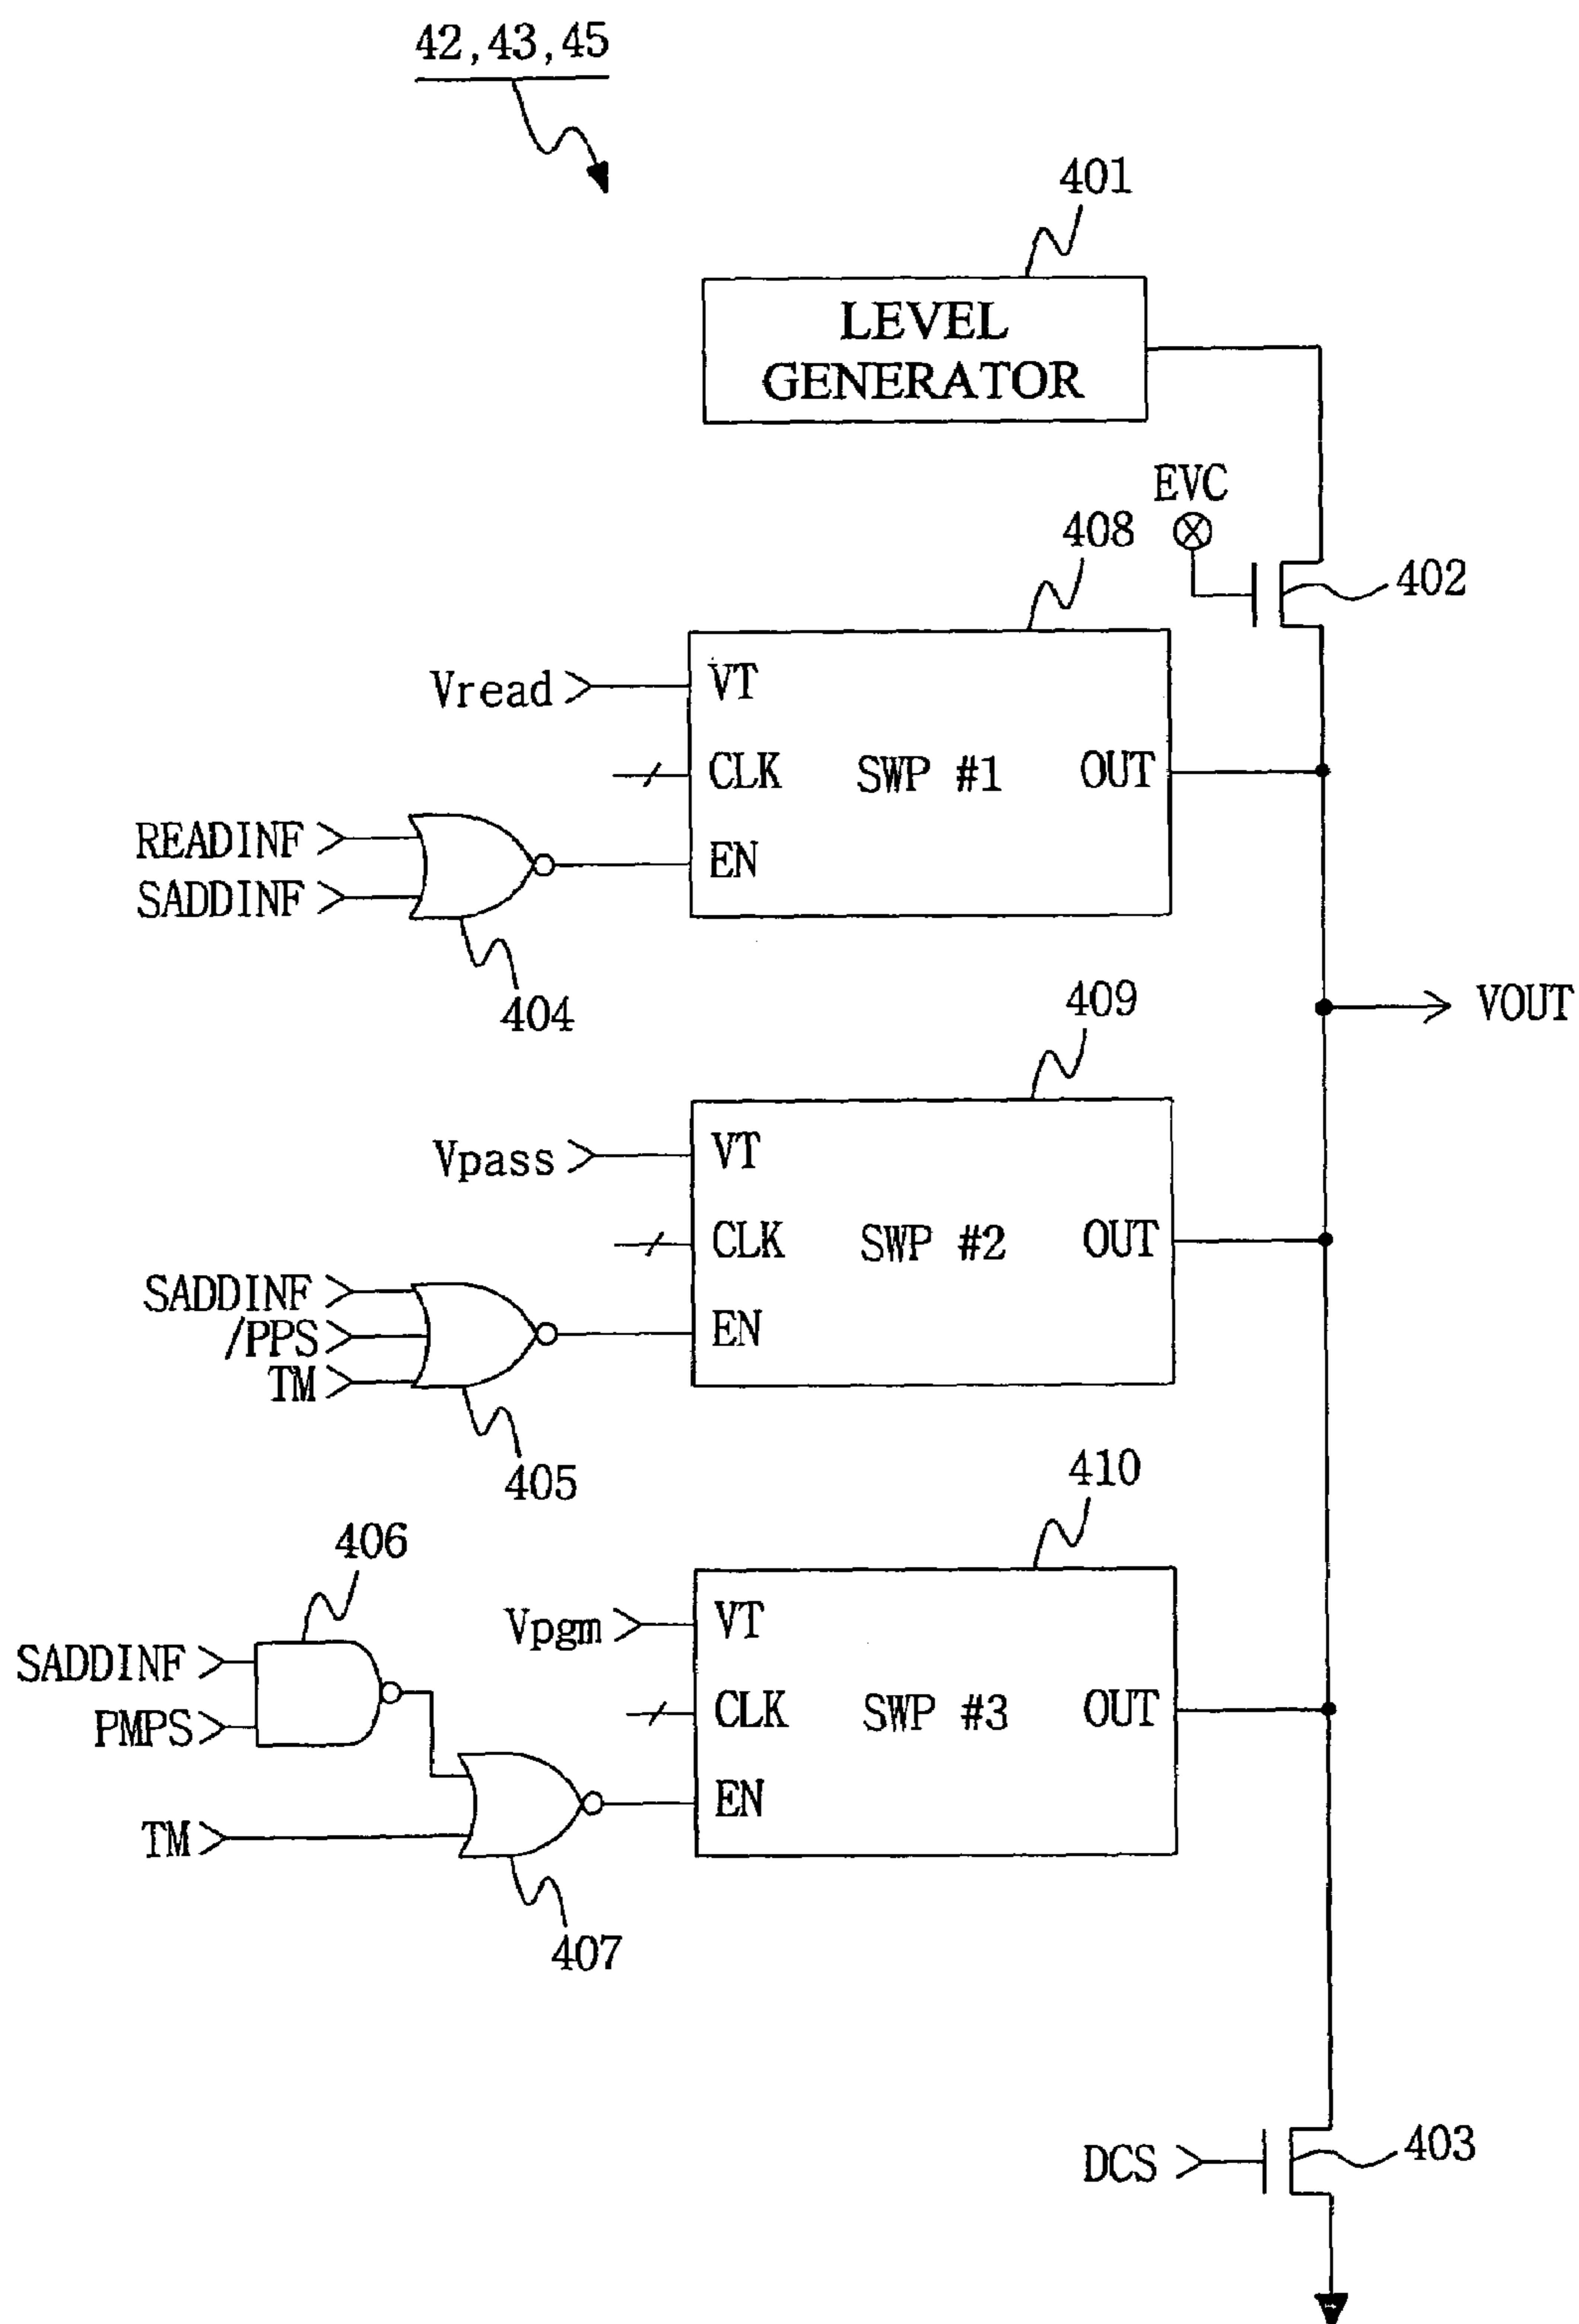 42,43,45
401
LEVEL
GENERATOR
EVC
408
402
Vread
VT
CLK
SWP #1
OUT
READINF
SADDINF
EN
404
409
VOUT
Vpass
VT
CLK
SWP #2
OUT
SADDINF
/PPS
TM
EN
405
410
406
Vpgm
VT
SADDINF
PMPS
CLK
SWP #3
OUT
TM
EN
407
DCS
403